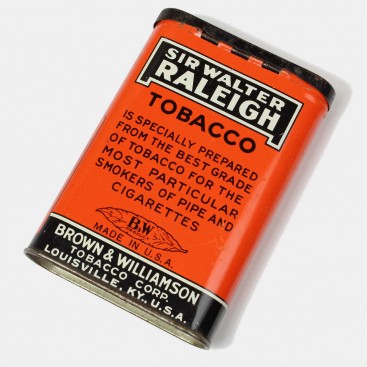 SIR WALTER
RALEIGH
TOBACCO
IS SPECIALLY PREPARED
FROM THE BEST GRADE
OF TOBACCO FOR THE
MOST PARTICULAR
SMOKERS OF PIPE AND
CIGARETTES
B&W
MADE IN U.S.A.
BROWN & WILLIAMSON
TOBACCO CORP.
LOUISVILLE, KY., U.S.A.